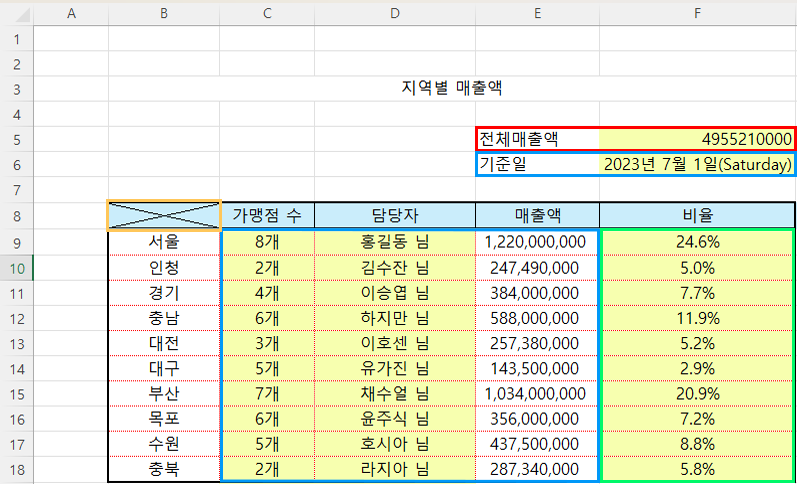 A B C D E F
1
2
3 지역별 매출액
4
5 전체매출액 4955210000
6 기준일 2023년 7월 1일(Saturday)
7
8 가맹점 수 담당자 매출액 비율
9 서울 8개 홍길동 님 1,220,000,000 24.6%
10 인청 2개 김수잔 님 247,490,000 5.0%
11 경기 4개 이승엽 님 384,000,000 7.7%
12 충남 6개 하지만 님 588,000,000 11.9%
13 대전 3개 이호센 님 257,380,000 5.2%
14 대구 5개 유가진 님 143,500,000 2.9%
15 부산 7개 채수얼 님 1,034,000,000 20.9%
16 목포 6개 윤주식 님 356,000,000 7.2%
17 수원 5개 호시아 님 437,500,000 8.8%
18 충북 2개 라지아 님 287,340,000 5.8%